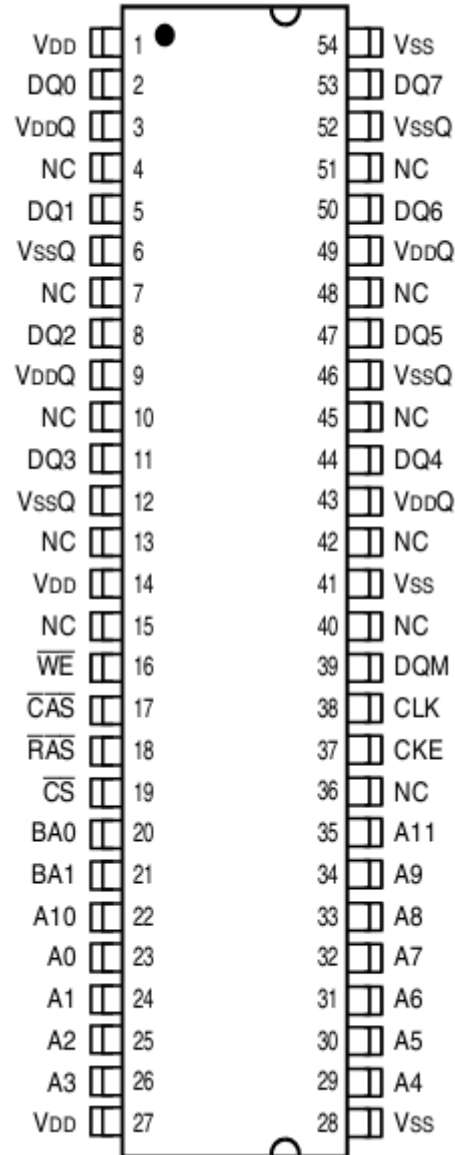 VDD 1 54 VSS
DQ0 2 53 DQ7
VDDQ 3 52 VSSQ
NC 4 51 NC
DQ1 5 50 DQ6
VSSQ 6 49 VDDQ
NC 7 48 NC
DQ2 8 47 DQ5
VDDQ 9 46 VSSQ
NC 10 45 NC
DQ3 11 44 DQ4
VSSQ 12 43 VDDQ
NC 13 42 NC
VDD 14 41 VSS
NC 15 40 NC
W̅E̅ 16 39 DQM
C̅A̅S̅ 17 38 CLK
R̅A̅S̅ 18 37 CKE
C̅S̅ 19 36 NC
BA0 20 35 A11
BA1 21 34 A9
A10 22 33 A8
A0 23 32 A7
A1 24 31 A6
A2 25 30 A5
A3 26 29 A4
VDD 27 28 VSS